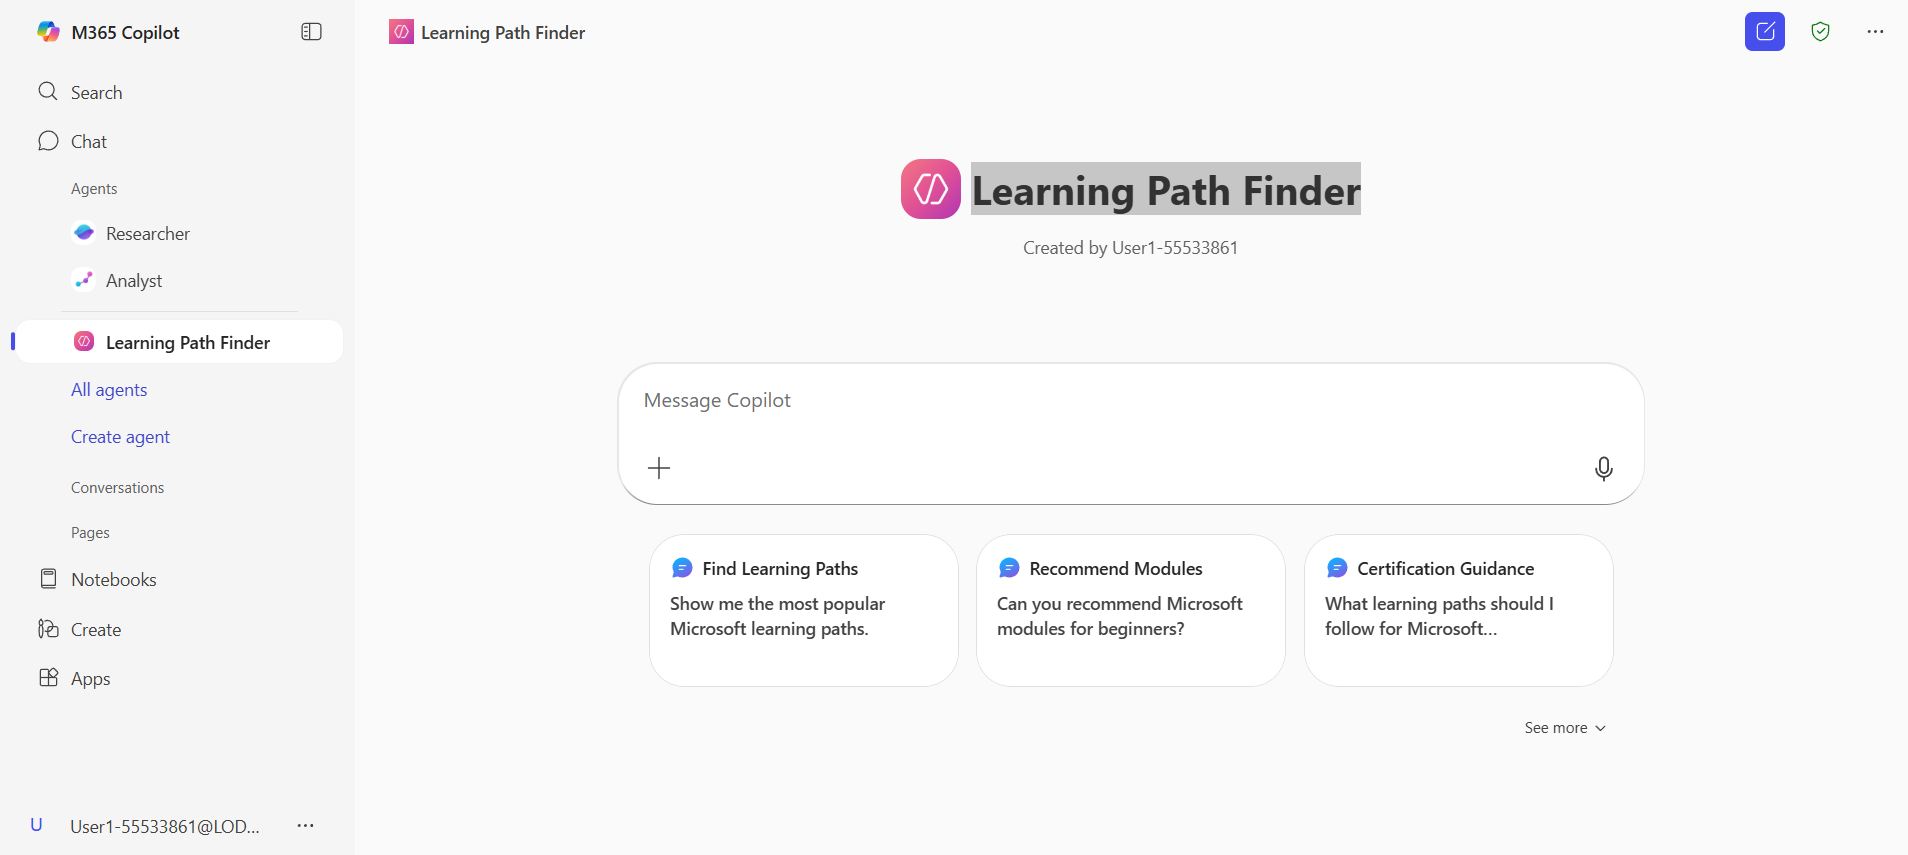 M365 Copilot
Search
Chat
Agents
Researcher
Analyst
Learning Path Finder
All agents
Create agent
Conversations
Pages
Notebooks
Create
Apps
U
User1-55533861@LOD...
Learning Path Finder
Learning Path Finder
Created by User1-55533861
Message Copilot
Find Learning Paths
Show me the most popular
Microsoft learning paths.
Recommend Modules
Can you recommend Microsoft
modules for beginners?
Certification Guidance
What learning paths should I
follow for Microsoft...
See more